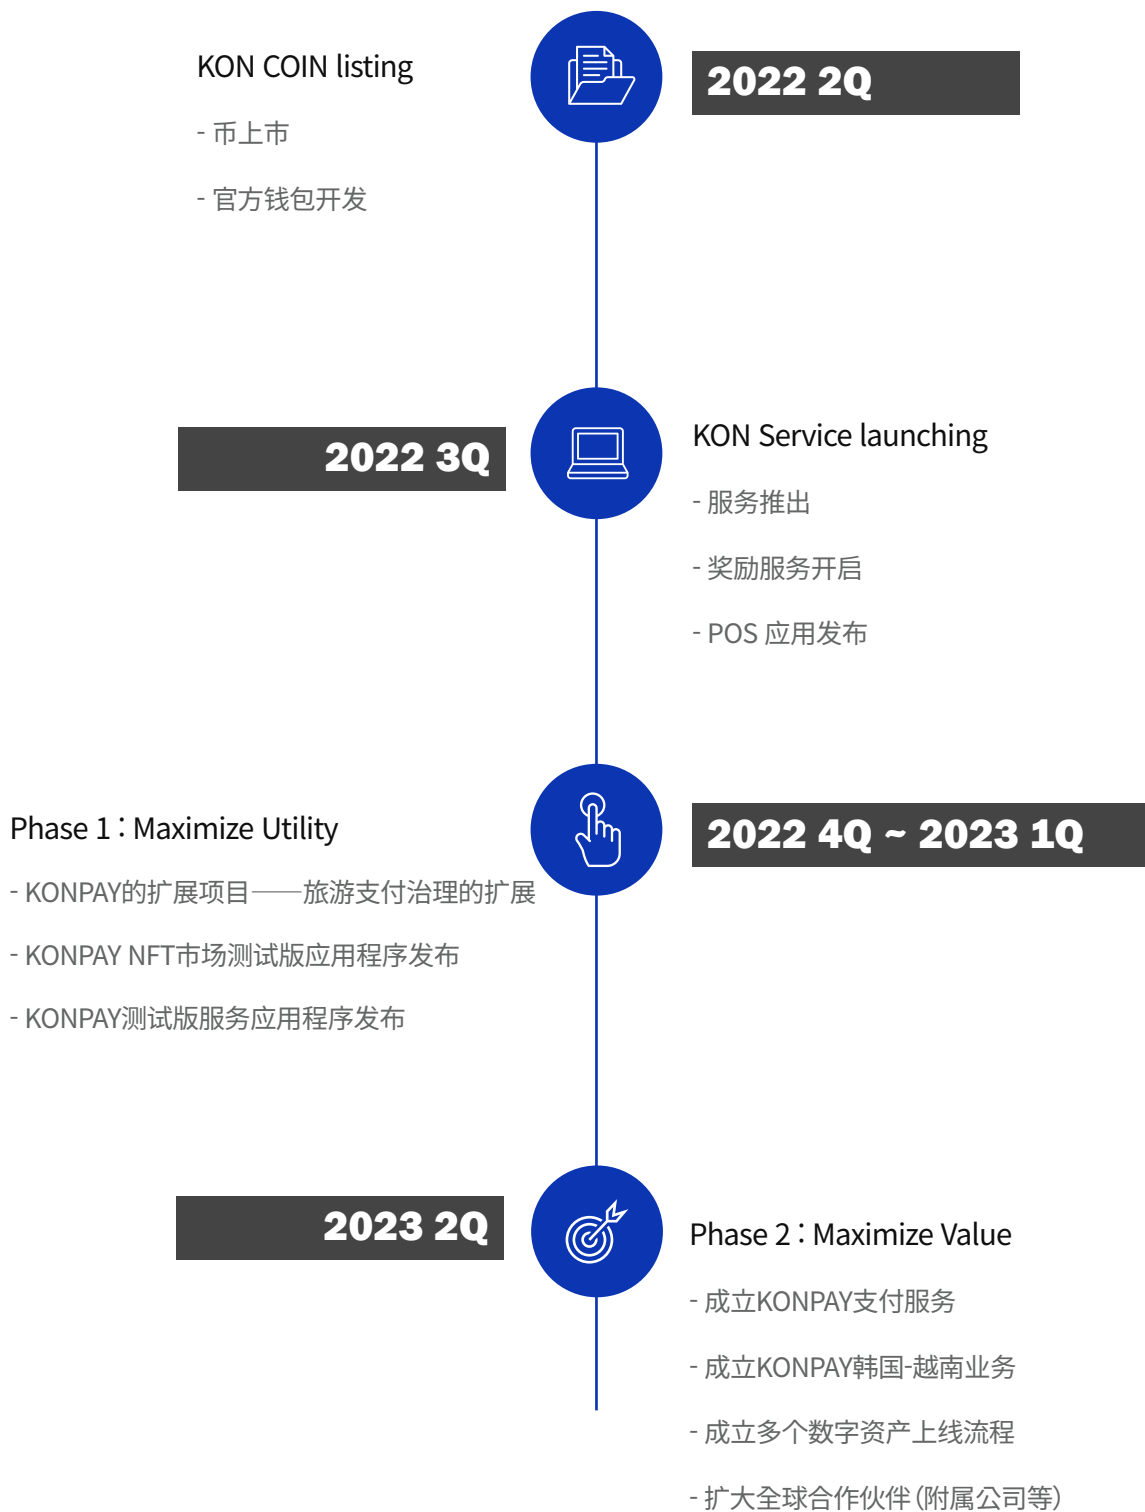 KON COIN listing
2022 2Q
- 币上市
- 官方钱包开发
2022 3Q
KON Service launching
- 服务推出
- 奖励服务开启
- POS 应用发布
Phase 1 : Maximize Utility
2022 4Q ~ 2023 1Q
- KONPAY的扩展项目——旅游支付治理的扩展
- KONPAY NFT市场测试版应用程序发布
- KONPAY测试版服务应用程序发布
2023 2Q
Phase 2 : Maximize Value
- 成立KONPAY支付服务
- 成立KONPAY韩国-越南业务
- 成立多个数字资产上线流程
- 扩大全球合作伙伴(附属公司等)